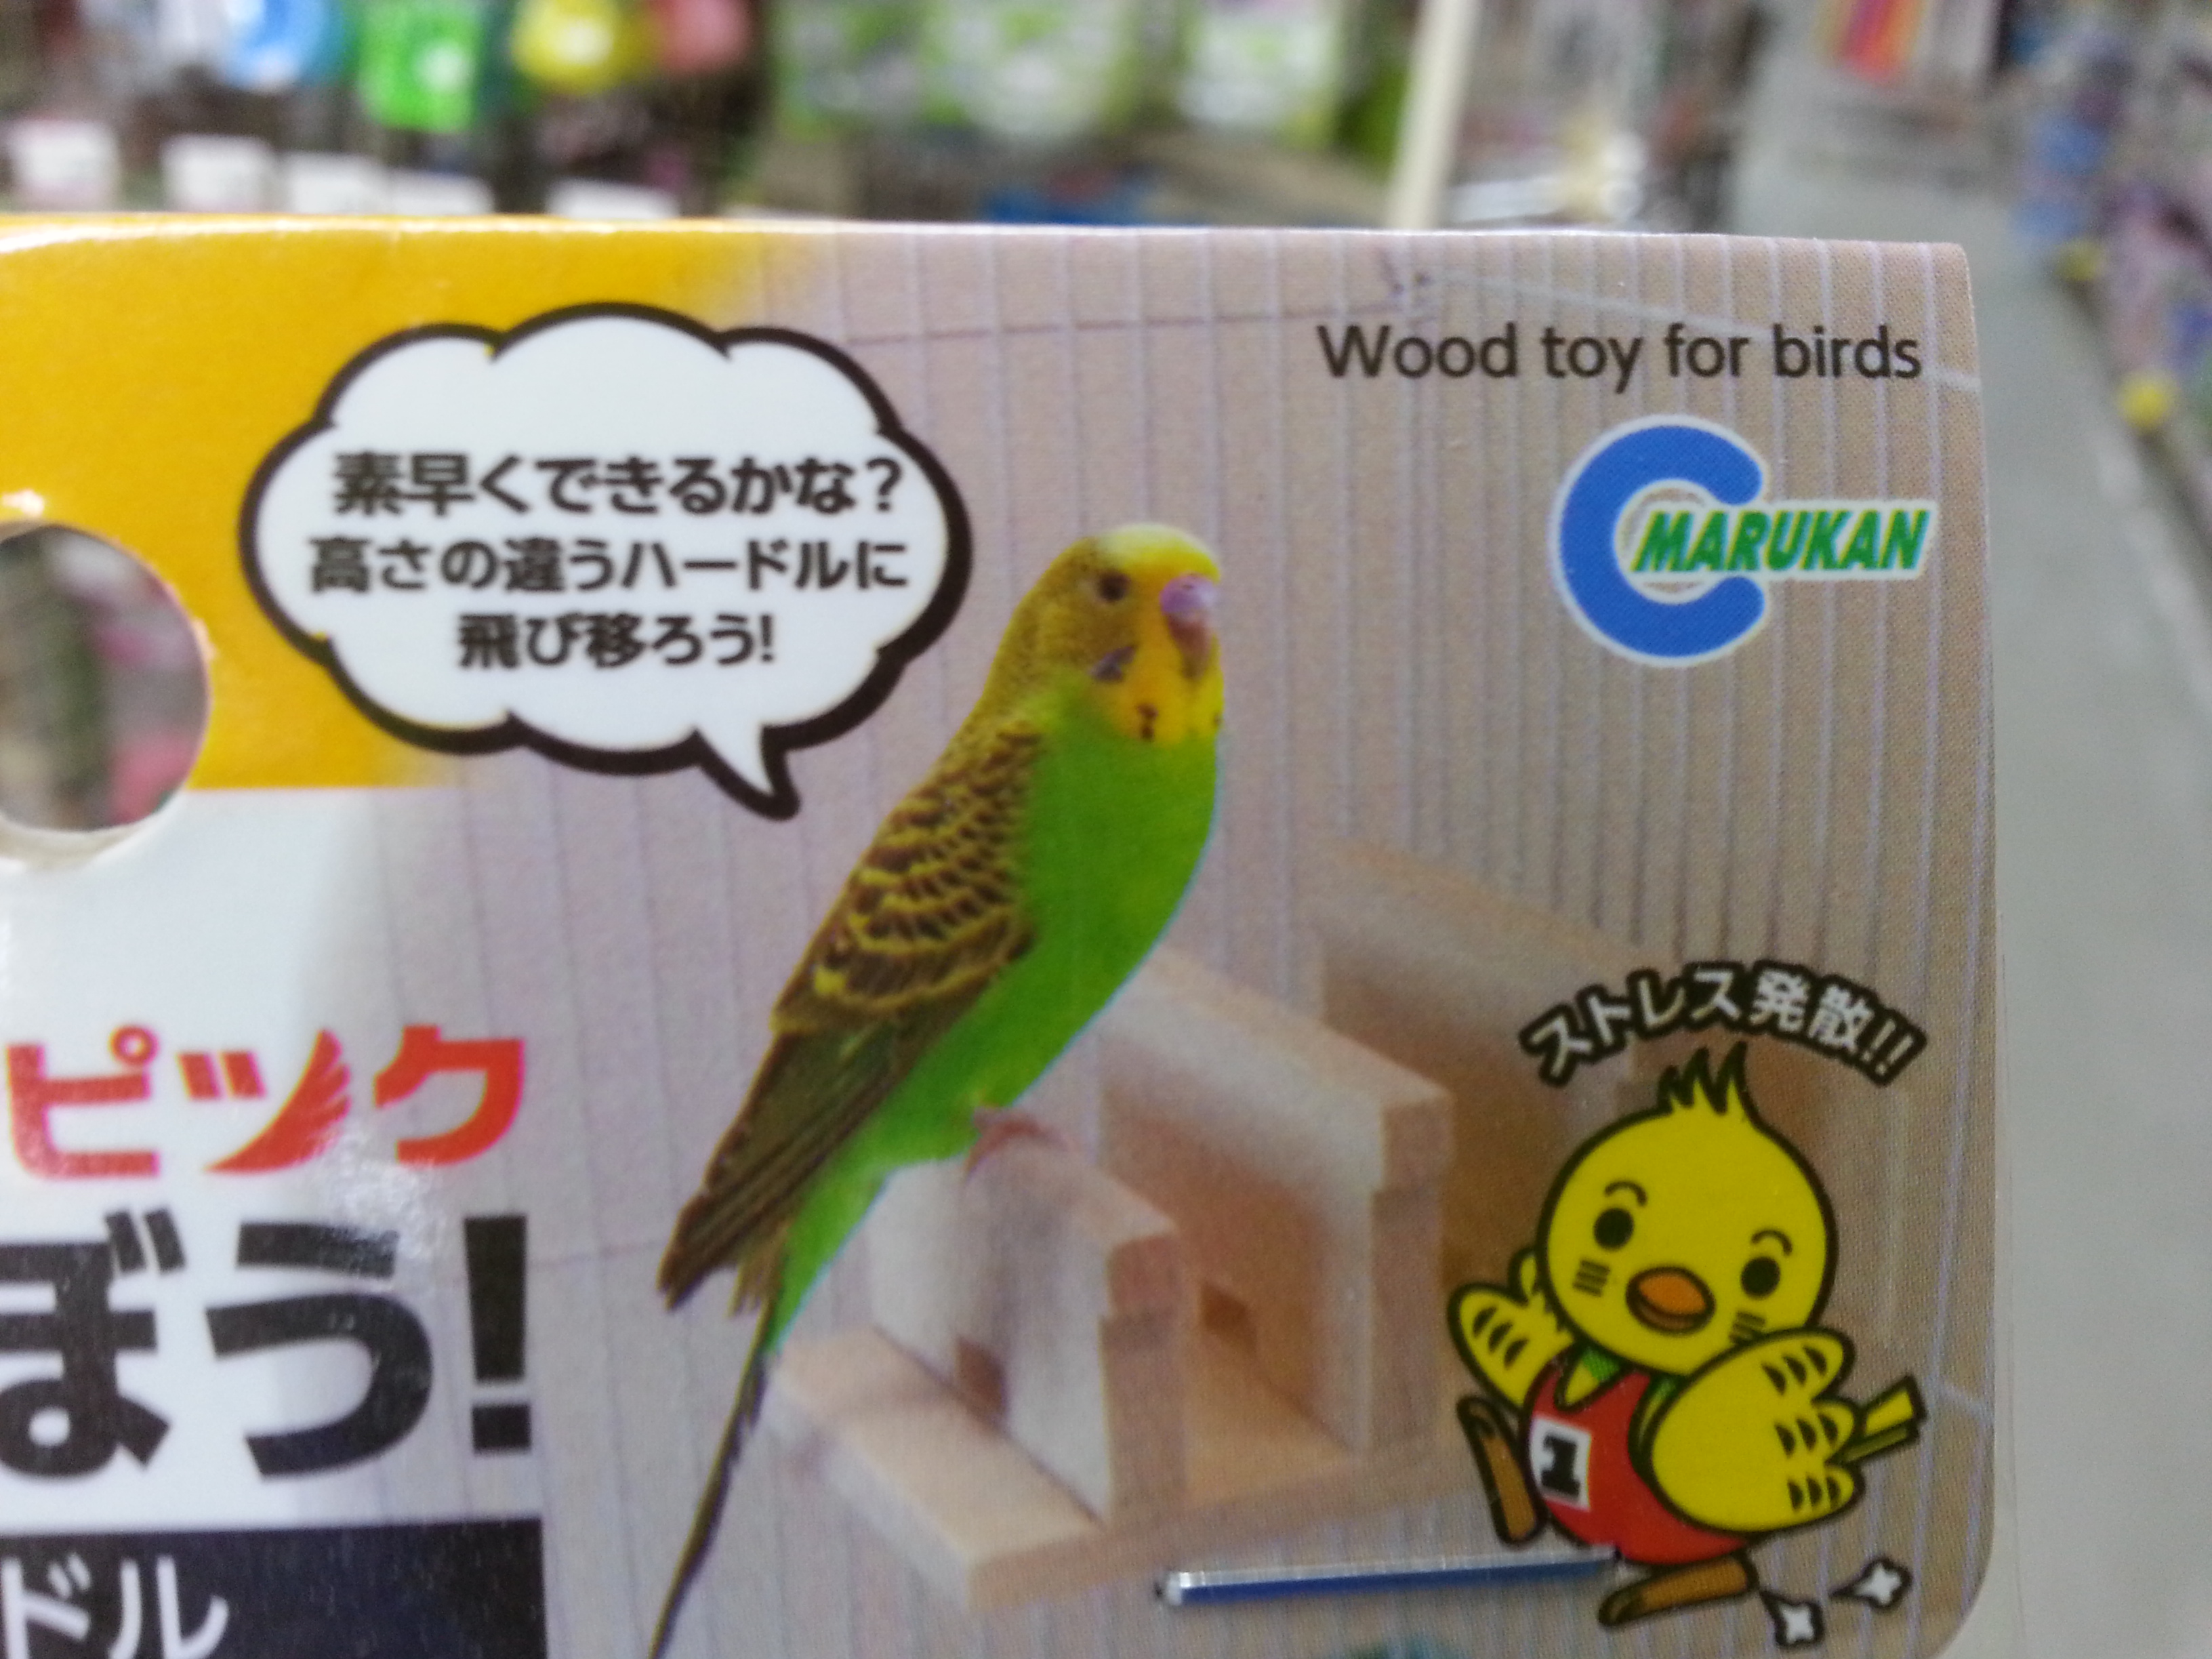 Wood toy for birds
MARUKAN
素早くできるかな?
高さの違うハードルに
飛び移ろう!
ストレス発散!!
ピック
ぼう!
ドル
1